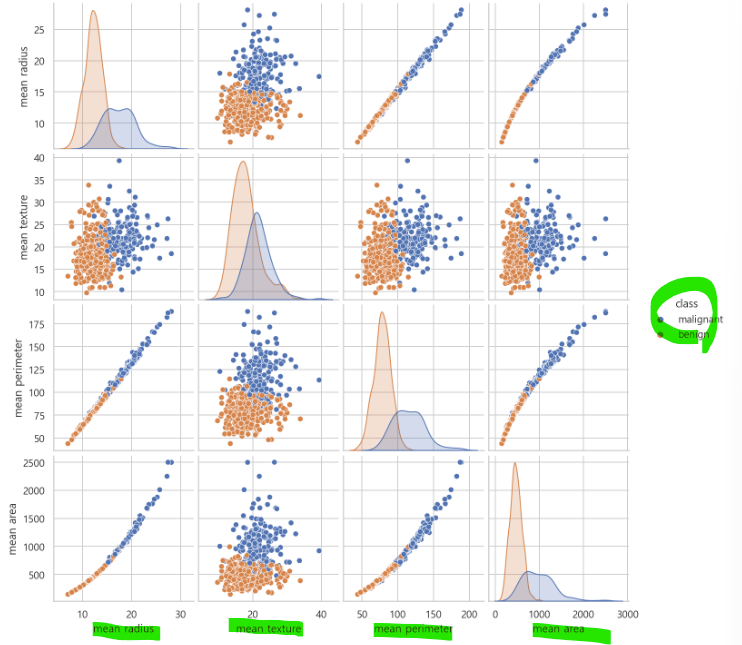 mean radius
25
20
15
10
mean texture
40
35
30
25
20
15
10
mean perimeter
175
150
125
100
75
50
mean area
2500
2000
1500
1000
500
10 20 30
20 40
50 100 150 200
0 1000 2000 3000
mean radius
mean texture
mean perimeter
mean area
class
malignant
benign